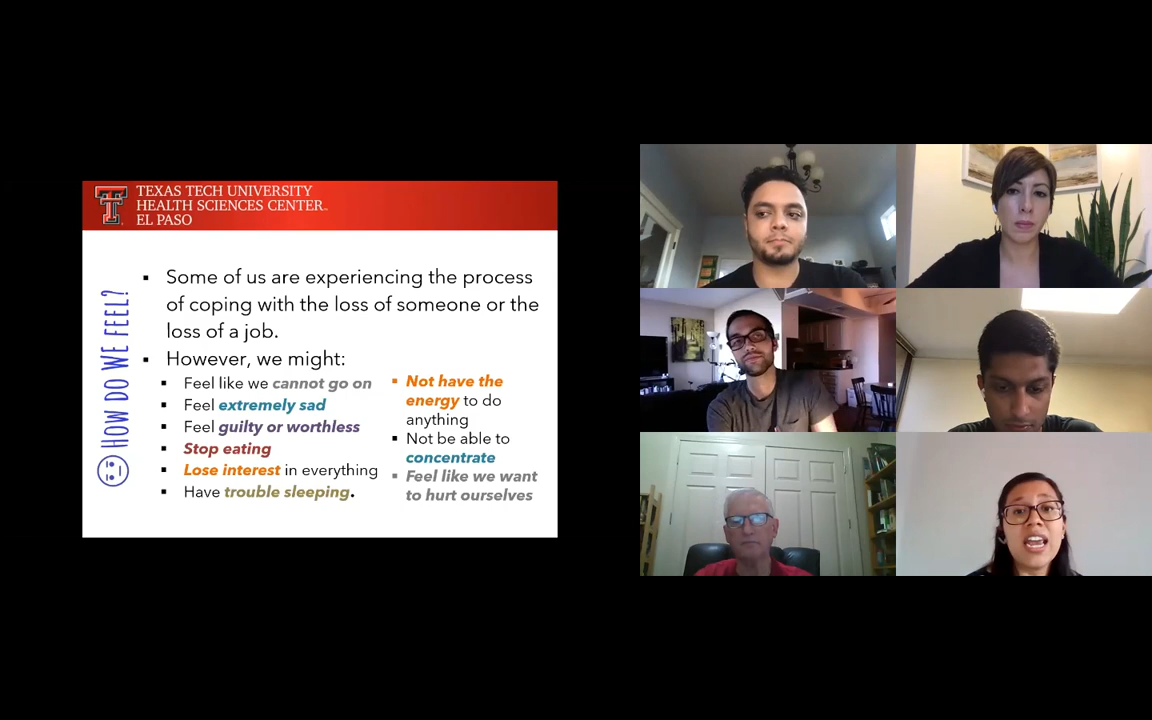 TEXAS TECH UNIVERSITY
HEALTH SCIENCES CENTER™
EL PASO
HOW DO WE FEEL?
▪ Some of us are experiencing the process
of coping with the loss of someone or the
loss of a job.
▪ However, we might:
▪ Feel like we cannot go on
▪ Feel extremely sad
▪ Feel guilty or worthless
▪ Stop eating
▪ Lose interest in everything
▪ Have trouble sleeping.
▪ Not have the
energy to do
anything
▪ Not be able to
concentrate
▪ Feel like we want
to hurt ourselves